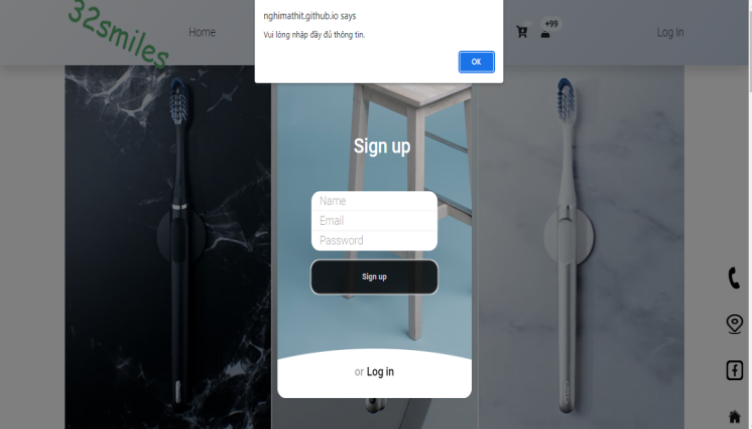 nghimathit.github.io says
Vui lòng nhập đầy đủ thông tin.
OK
32smiles
Home
+99
Log In
Sign up
Name
Email
Password
Sign up
or Log in